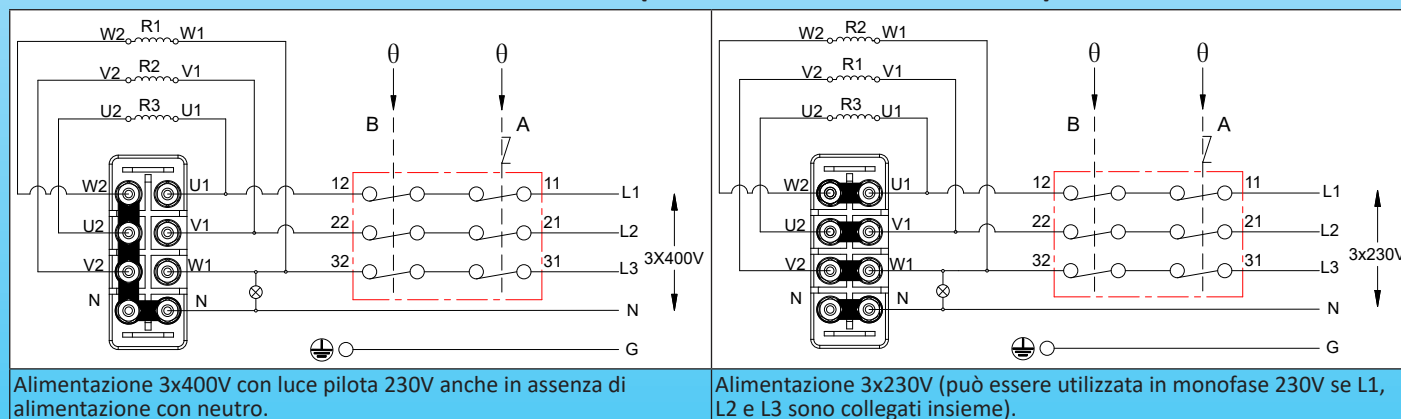 W2 R1 W1
V2 R2 V1
U2 R3 U1
θ θ
B A
W2 U1 12 11 L1
U2 V1 22 21 L2
V2 W1 32 31 L3
3X400V
N N N
G
Alimentazione 3x400V con luce pilota 230V anche in assenza di
alimentazione con neutro.
W2 R2 W1
V2 R1 V1
U2 R3 U1
θ θ
B A
W2 U1 12 11 L1
U2 V1 22 21 L2
V2 W1 32 31 L3
3x230V
N N N
G
Alimentazione 3x230V (può essere utilizzata in monofase 230V se L1,
L2 e L3 sono collegati insieme).